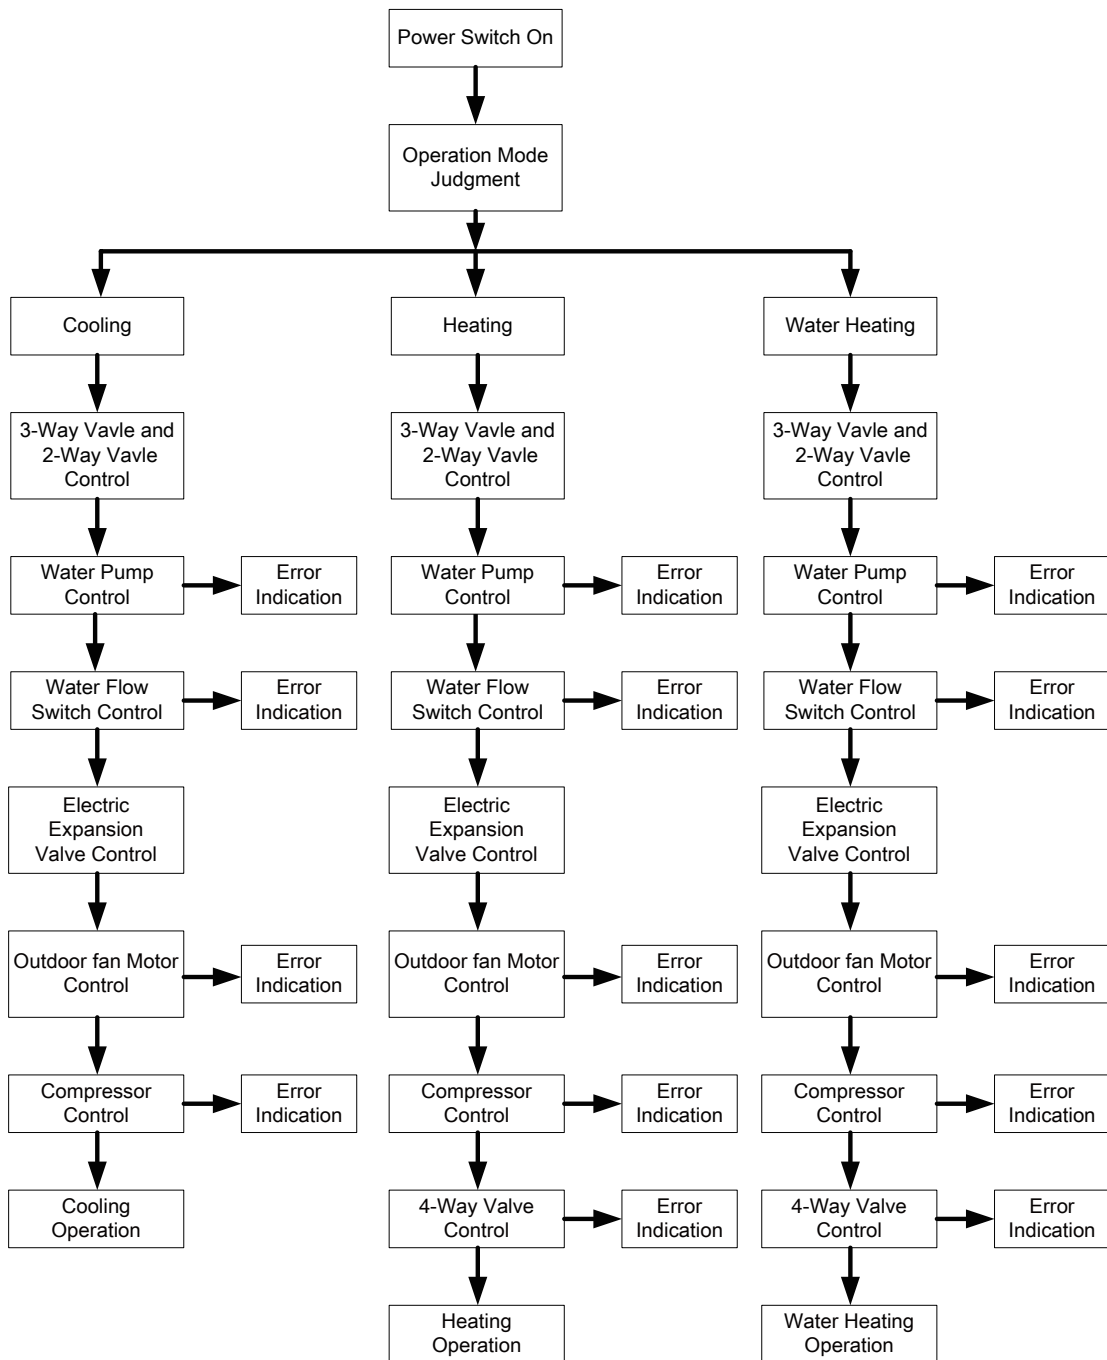 Power Switch On
Operation Mode
Judgment
Cooling
Heating
Water Heating
3-Way Vavle and
2-Way Vavle
Control
3-Way Vavle and
2-Way Vavle
Control
3-Way Vavle and
2-Way Vavle
Control
Water Pump
Control
Error
Indication
Water Pump
Control
Error
Indication
Water Pump
Control
Error
Indication
Water Flow
Switch Control
Error
Indication
Water Flow
Switch Control
Error
Indication
Water Flow
Switch Control
Error
Indication
Electric
Expansion
Valve Control
Electric
Expansion
Valve Control
Electric
Expansion
Valve Control
Outdoor fan Motor
Control
Error
Indication
Outdoor fan Motor
Control
Error
Indication
Outdoor fan Motor
Control
Error
Indication
Compressor
Control
Error
Indication
Compressor
Control
Error
Indication
Compressor
Control
Error
Indication
Cooling
Operation
4-Way Valve
Control
Error
Indication
4-Way Valve
Control
Error
Indication
Heating
Operation
Water Heating
Operation